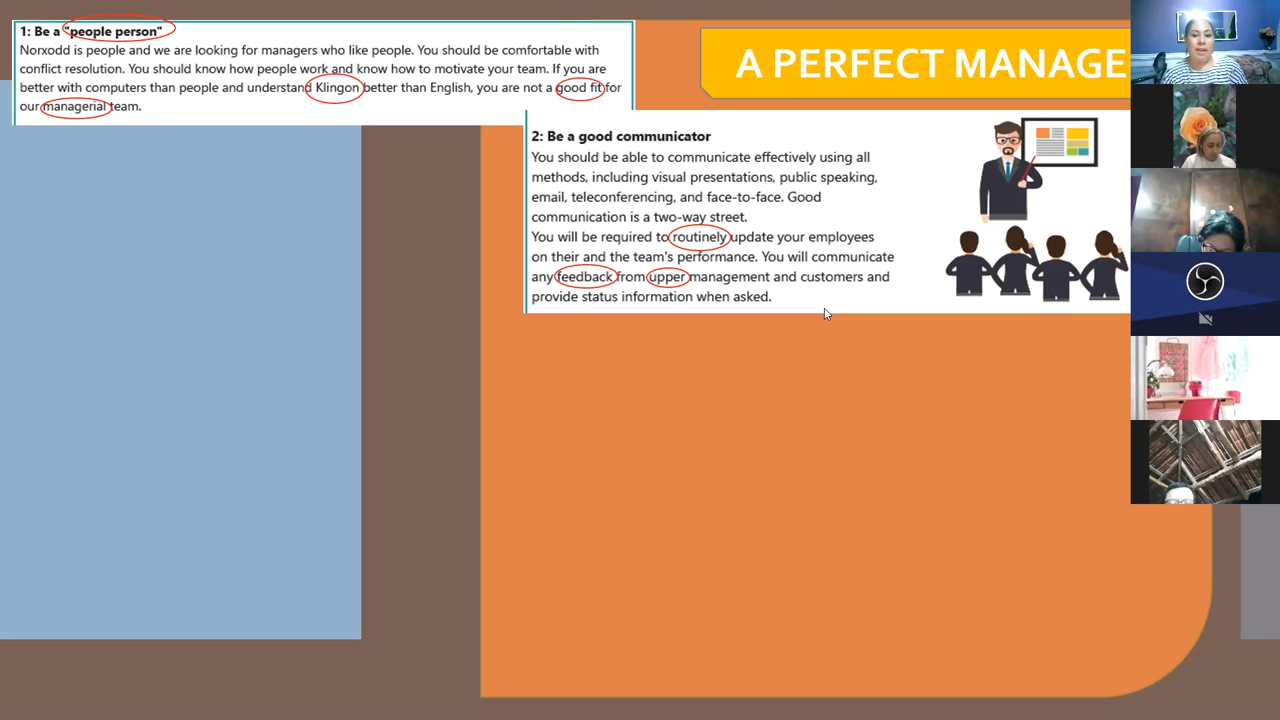 1: Be a "people person"
Norxodd is people and we are looking for managers who like people. You should be comfortable with
conflict resolution. You should know how people work and know how to motivate your team. If you are
better with computers than people and understand Klingon better than English, you are not a good fit for
our managerial team.
A PERFECT MANAGE
2: Be a good communicator
You should be able to communicate effectively using all
methods, including visual presentations, public speaking,
email, teleconferencing, and face-to-face. Good
communication is a two-way street.
You will be required to routinely update your employees
on their and the team's performance. You will communicate
any feedback from upper management and customers and
provide status information when asked.